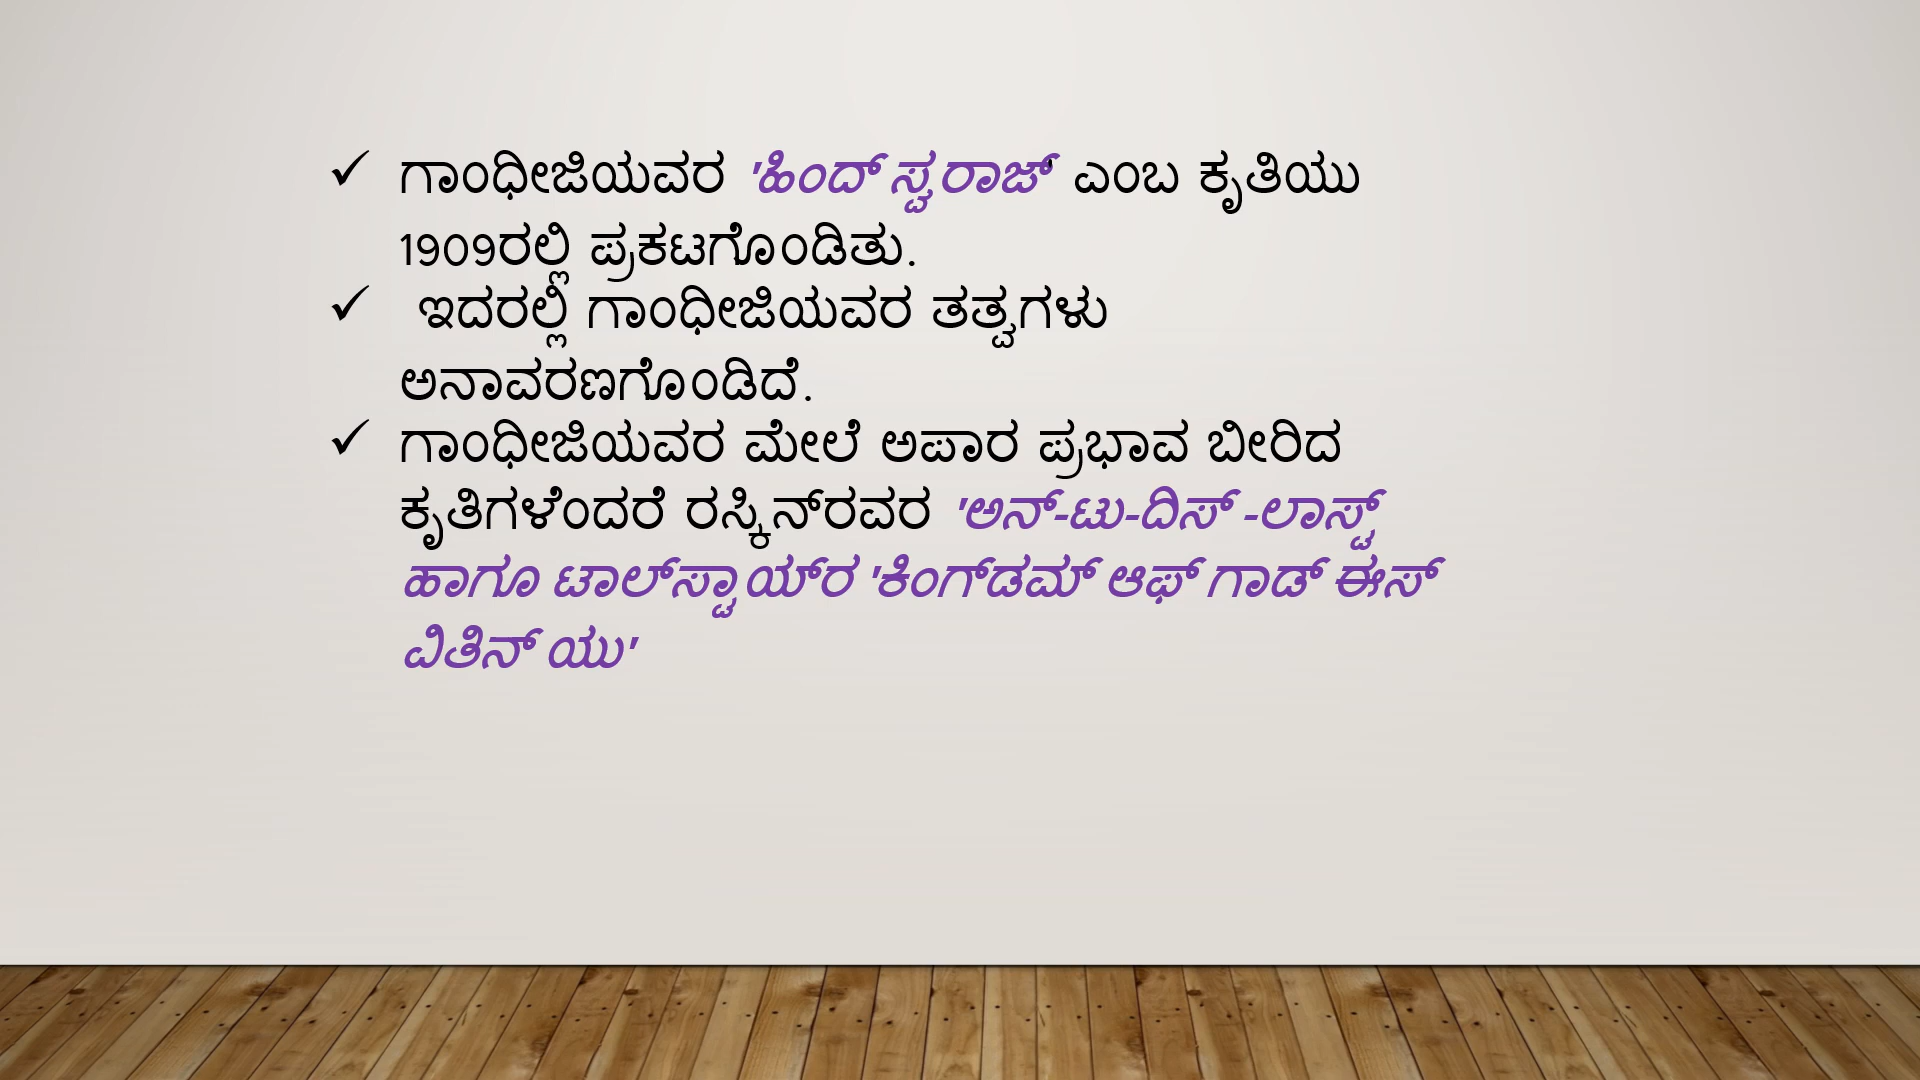 ✓ ಗಾಂಧೀಜಿಯವರ 'ಹಿಂದ್ ಸ್ವರಾಜ್' ಎಂಬ ಕೃತಿಯು
1909ರಲ್ಲಿ ಪ್ರಕಟಗೊಂಡಿತು.
✓ ಇದರಲ್ಲಿ ಗಾಂಧೀಜಿಯವರ ತತ್ವಗಳು
ಅನಾವರಣಗೊಂಡಿದೆ.
✓ ಗಾಂಧೀಜಿಯವರ ಮೇಲೆ ಅಪಾರ ಪ್ರಭಾವ ಬೀರಿದ
ಕೃತಿಗಳೆಂದರೆ ರಸ್ಕಿನ್‌ರವರ 'ಅನ್-ಟು-ದಿಸ್ -ಲಾಸ್ಟ್
ಹಾಗೂ ಟಾಲ್‌ಸ್ಟಾಯ್‌ರ 'ಕಿಂಗ್‌ಡಮ್ ಆಫ್ ಗಾಡ್ ಈಸ್
ವಿತಿನ್ ಯು'